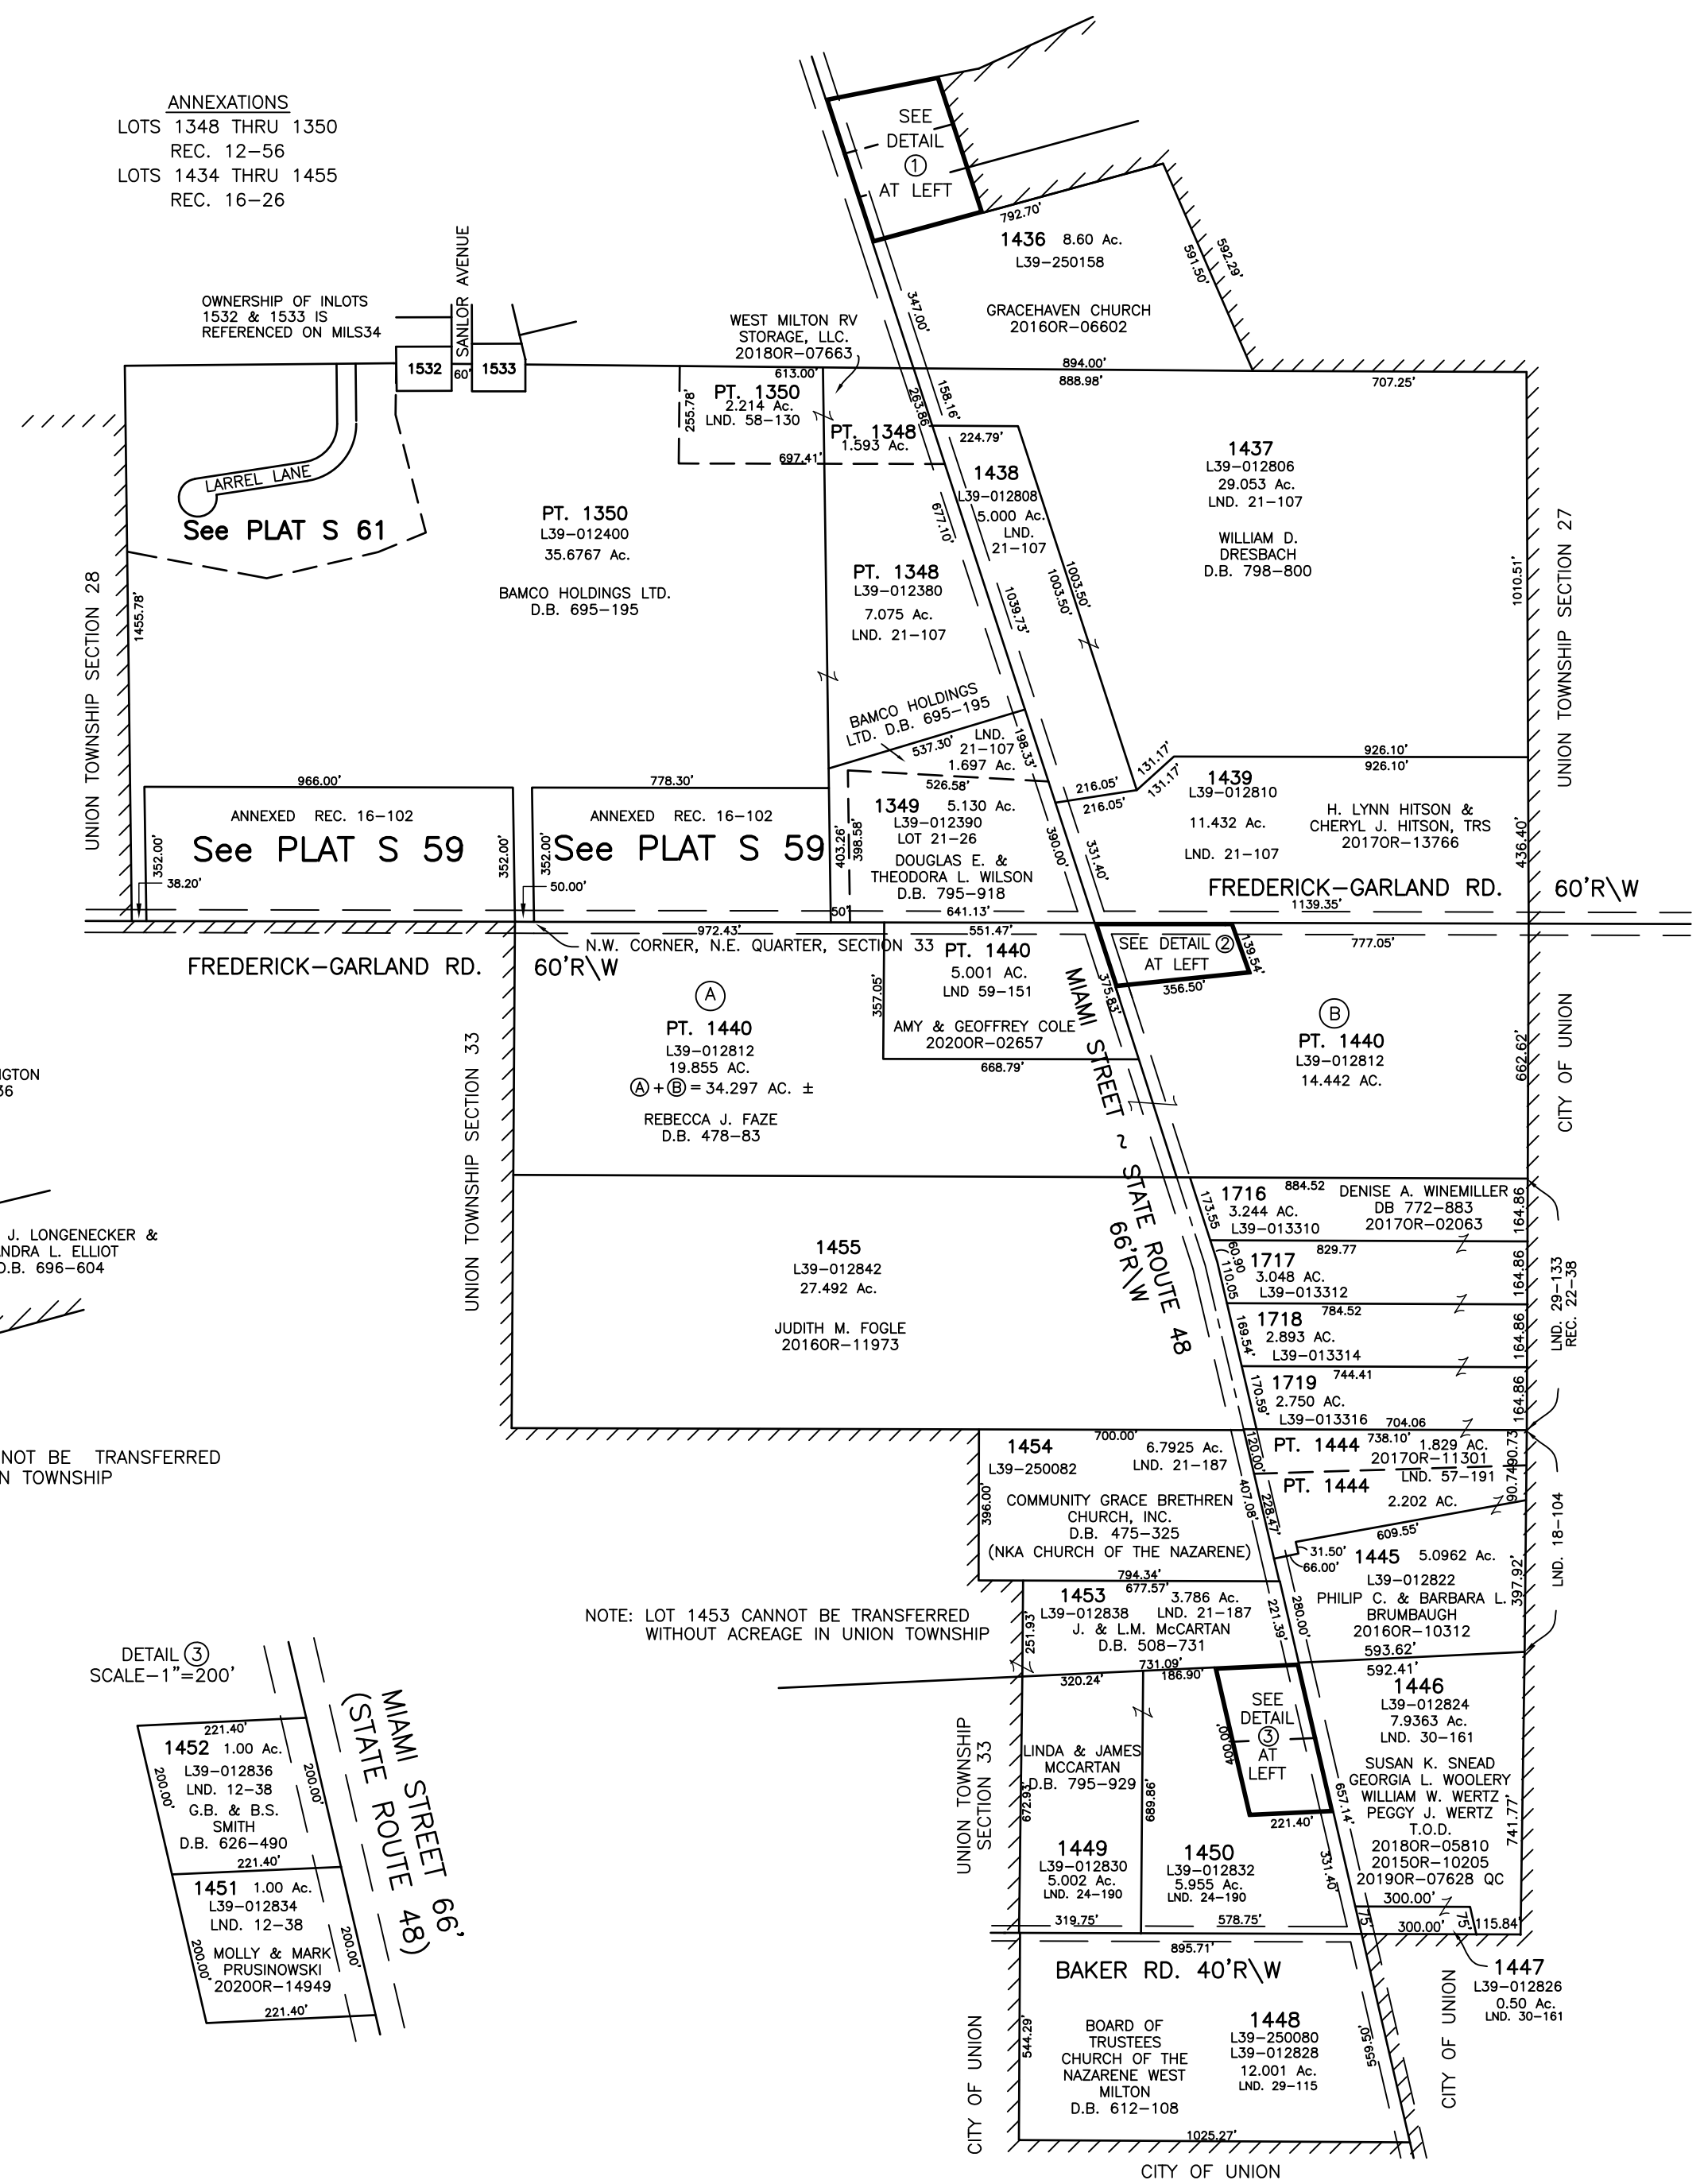 ANNEXATIONS
LOTS 1348 THRU 1350
REC. 12-56
LOTS 1434 THRU 1455
REC. 16-26
SEE
DETAIL
1
AT LEFT
792.70'
1436 8.60 Ac.
L39-250158
591.50'
592.29'
347.00'
GRACEHAVEN CHURCH
2016OR-06602
894.00'
888.98'
707.25'
SANLOR AVENUE
OWNERSHIP OF INLOTS
1532 & 1533 IS
REFERENCED ON MILS34
1532
60'
1533
WEST MILTON RV
STORAGE, LLC.
2018OR-07663
613.00'
PT. 1350
2.214 Ac.
LND. 58-130
255.78'
697.41'
PT. 1348
1.593 Ac.
263.86'
158.16'
224.79'
LARREL LANE
See PLAT S 61
PT. 1350
L39-012400
35.6767 Ac.
BAMCO HOLDINGS LTD.
D.B. 695-195
1455.78'
UNION TOWNSHIP SECTION 28
1438
L39-012808
5.000 Ac.
LND.
21-107
677.10'
1039.73'
1003.50'
1003.50'
1437
L39-012806
29.053 Ac.
LND. 21-107
WILLIAM D.
DRESBACH
D.B. 798-800
1010.51'
UNION TOWNSHIP SECTION 27
PT. 1348
L39-012380
7.075 Ac.
LND. 21-107
BAMCO HOLDINGS
LTD. D.B. 695-195
537.30'
LND.
21-107
1.697 Ac.
198.33'
526.58'
966.00'
ANNEXED REC. 16-102
See PLAT S 59
352.00'
352.00'
38.20'
778.30'
ANNEXED REC. 16-102
See PLAT S 59
352.00'
50.00'
403.26'
398.58'
1349 5.130 Ac.
L39-012390
LOT 21-26
DOUGLAS E. &
THEODORA L. WILSON
D.B. 795-918
50'
641.13'
390.00'
331.40'
216.05'
216.05'
131.17'
131.17'
926.10'
926.10'
1439
L39-012810
11.432 Ac.
LND. 21-107
H. LYNN HITSON &
CHERYL J. HITSON, TRS
2017OR-13766
436.40'
FREDERICK-GARLAND RD. 60'R\W
1139.35'
972.43'
N.W. CORNER, N.E. QUARTER, SECTION 33
FREDERICK-GARLAND RD. 60'R\W
551.47'
PT. 1440
5.001 AC.
LND 59-151
AMY & GEOFFREY COLE
2020OR-02657
357.05'
668.79'
375.83'
SEE DETAIL 2
AT LEFT
139.54'
356.50'
777.05'
A
PT. 1440
L39-012812
19.855 AC.
A + B = 34.297 AC. ±
REBECCA J. FAZE
D.B. 478-83
B
PT. 1440
L39-012812
14.442 AC.
662.62'
CITY OF UNION
UNION TOWNSHIP SECTION 33
MIAMI STREET ~ STATE ROUTE 48
66'R\W
J. LONGENECKER &
NDRA L. ELLIOT
D.B. 696-604
NOT BE TRANSFERRED
N TOWNSHIP
1455
L39-012842
27.492 Ac.
JUDITH M. FOGLE
2016OR-11973
1716
884.52
3.244 AC.
L39-013310
DENISE A. WINEMILLER
DB 772-883
2017OR-02063
164.86
173.55
829.77
60.90
110.05
1717
3.048 AC.
L39-013312
164.86
784.52
1718
2.893 AC.
L39-013314
169.54'
164.86
744.41
1719
2.750 AC.
L39-013316
170.59'
164.86
704.06
LND. 29-133
REC. 22-38
738.10'
PT. 1444 1.829 AC.
2017OR-11301
LND. 57-191
120.00'
90.73
90.74
PT. 1444
2.202 AC.
228.47'
609.55'
31.50'
66.00'
LND. 18-104
700.00'
1454
L39-250082
6.7925 Ac.
LND. 21-187
396.00'
407.08'
COMMUNITY GRACE BRETHREN
CHURCH, INC.
D.B. 475-325
(NKA CHURCH OF THE NAZARENE)
794.34'
677.57'
1445 5.0962 Ac.
L39-012822
PHILIP C. & BARBARA L.
BRUMBAUGH
2016OR-10312
397.92'
593.62'
280.00'
NOTE: LOT 1453 CANNOT BE TRANSFERRED
WITHOUT ACREAGE IN UNION TOWNSHIP
1453
L39-012838
3.786 Ac.
LND. 21-187
J. & L.M. McCARTAN
D.B. 508-731
251.93'
221.39'
731.09'
320.24'
186.90'
592.41'
1446
L39-012824
7.9363 Ac.
LND. 30-161
SUSAN K. SNEAD
GEORGIA L. WOOLERY
WILLIAM W. WERTZ
PEGGY J. WERTZ
T.O.D.
2018OR-05810
2015OR-10205
2019OR-07628 QC
741.77'
657.14'
SEE
DETAIL
3
AT
LEFT
400.00'
221.40'
331.40'
UNION TOWNSHIP
SECTION 33
LINDA & JAMES
MCCARTAN
D.B. 795-929
672.93'
689.86'
1449
L39-012830
5.002 Ac.
LND. 24-190
319.75'
1450
L39-012832
5.955 Ac.
LND. 24-190
578.75'
300.00'
75'
300.00'
75'
115.84'
1447
L39-012826
0.50 Ac.
LND. 30-161
895.71'
BAKER RD. 40'R\W
544.29'
BOARD OF
TRUSTEES
CHURCH OF THE
NAZARENE WEST
MILTON
D.B. 612-108
1448
L39-250080
L39-012828
12.001 Ac.
LND. 29-115
559.50'
1025.27'
CITY OF UNION
CITY OF UNION
CITY OF UNION
DETAIL 3
SCALE-1"=200'
MIAMI STREET 66'
(STATE ROUTE 48)
221.40'
1452 1.00 Ac.
L39-012836
LND. 12-38
G.B. & B.S.
SMITH
D.B. 626-490
200.00'
200.00'
221.40'
1451 1.00 Ac.
L39-012834
LND. 12-38
MOLLY & MARK
PRUSINOWSKI
2020OR-14949
200.00'
200.00'
221.40'